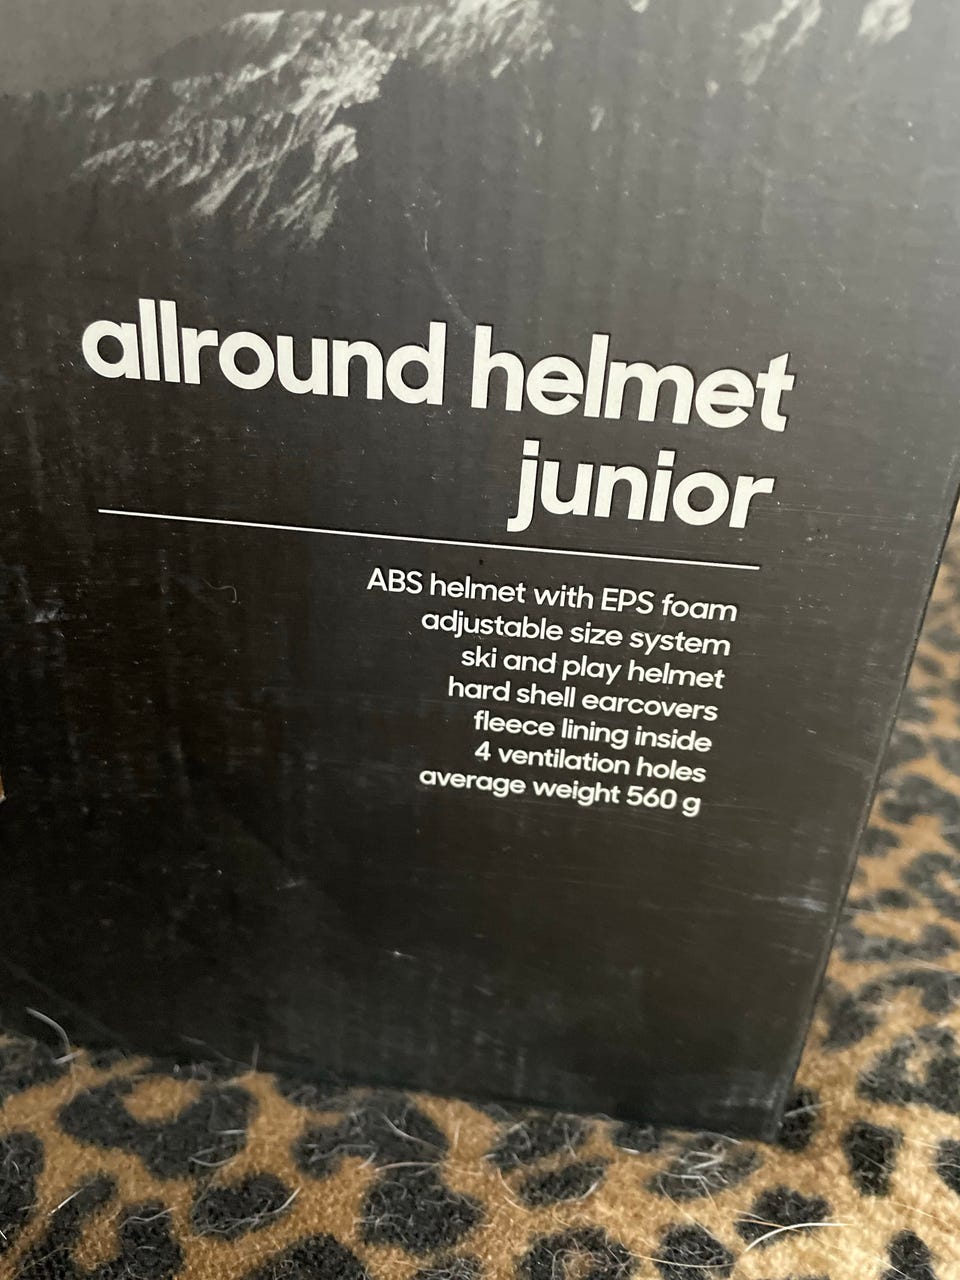 allround helmet
junior
ABS helmet with EPS foam
adjustable size system
ski and play helmet
hard shell earcovers
fleece lining inside
4 ventilation holes
average weight 560 g